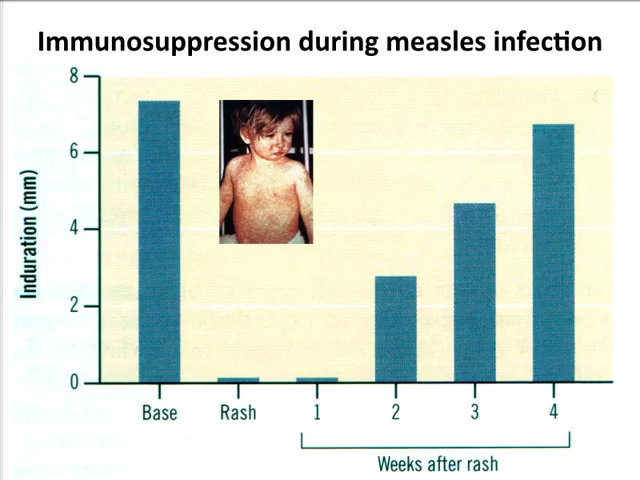 Immunosuppression during measles infection
Induration (mm)
8
6
4
2
0
Base Rash 1 2 3 4
Weeks after rash